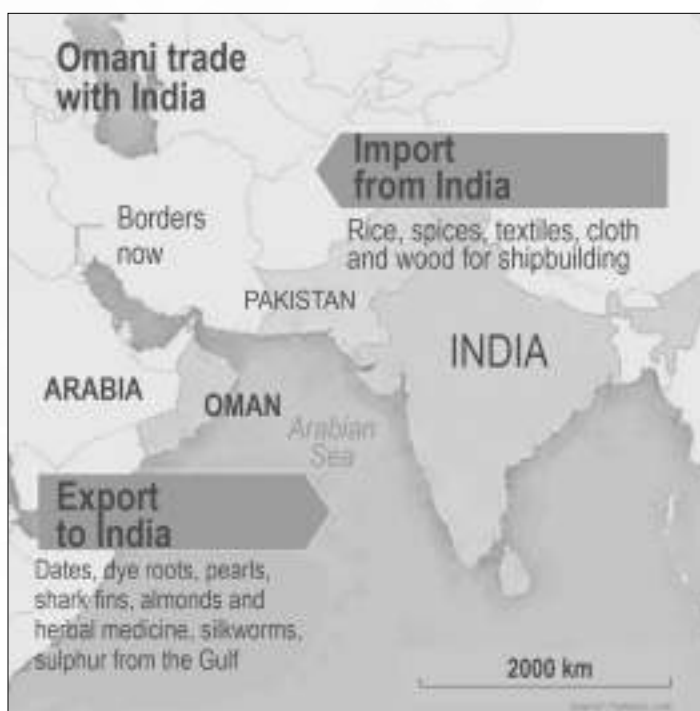 Omani trade
with India
Import
from India
Rice, spices, textiles, cloth
and wood for shipbuilding
Borders
now
PAKISTAN
INDIA
ARABIA
OMAN
Arabian
Sea
Export
to India
Dates, dye roots, pearls,
shark fins, almonds and
herbal medicine, silkworms,
sulphur from the Gulf
2000 km